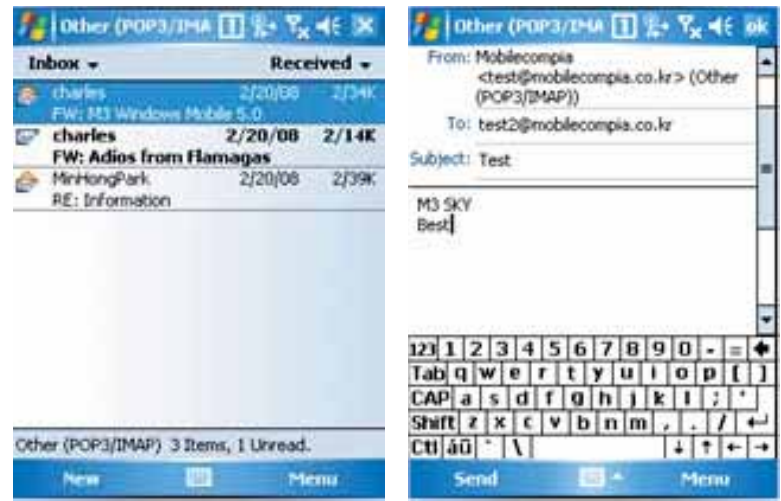 Other (POP3/IMA
Inbox
Received
charles 2/20/08 2/34K
FW: M3 Windows Mobile 5.0
charles 2/20/08 2/14K
FW: Adios from Flamagas
MinHongPark 2/20/08 2/39K
RE: Information
Other (POP3/IMAP) 3 Items, 1 Unread.
New Menu
Other (POP3/IMA ok
From: Mobilecompia
<test@moblecompia.co.kr> (Other
(POP3/IMAP))
To: test2@moblecompia.co.kr
Subject: Test
M3 SKY
Best
123 1 2 3 4 5 6 7 8 9 0 - =
Tab q w e r t y u i o p [ ]
CAP a s d f g h j k l ; '
Shift z x c v b n m , . /
Ctl áü ` \
Send Menu